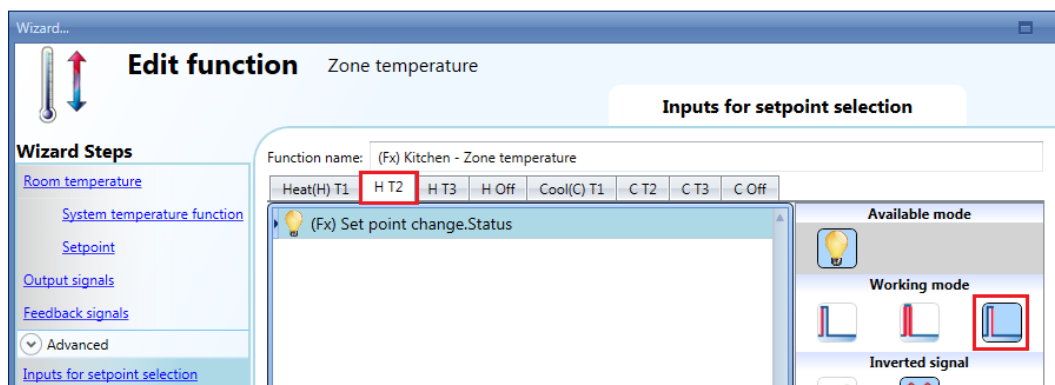 Wizard...
Edit function Zone temperature
Inputs for setpoint selection
Wizard Steps
Room temperature
System temperature function
Setpoint
Output signals
Feedback signals
Advanced
Inputs for setpoint selection
Function name: (Fx) Kitchen - Zone temperature
Heat(H) T1 H T2 H T3 H Off Cool(C) T1 C T2 C T3 C Off
(Fx) Set point change.Status
Available mode
Working mode
Inverted signal